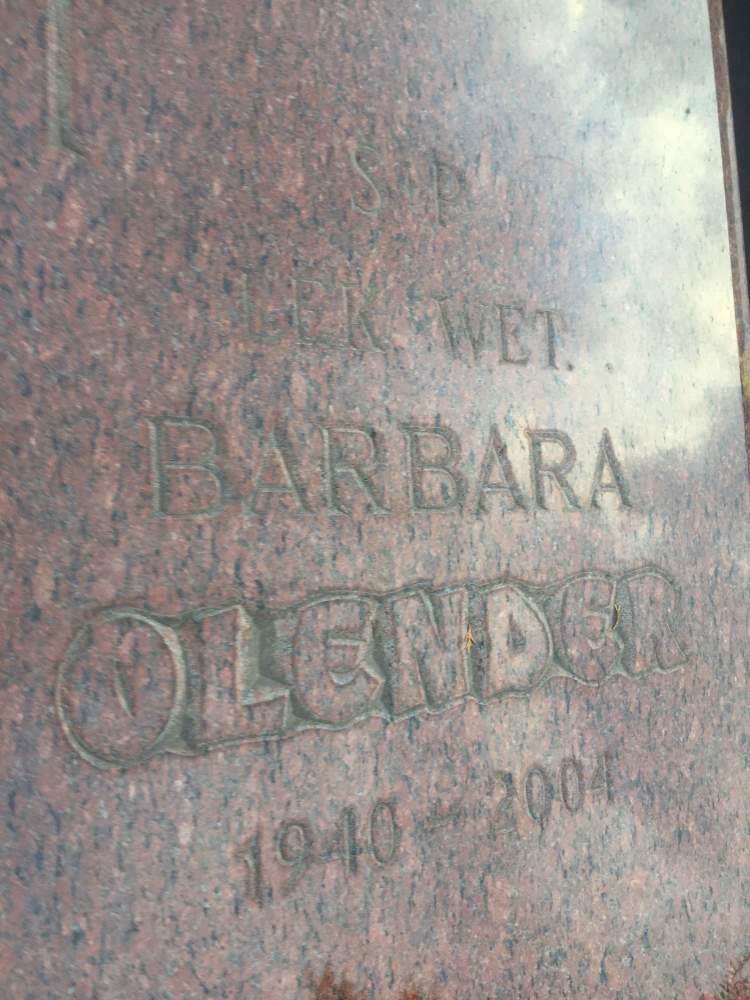 S P
LEK WET.
BARBARA
OLENDER
1940 - 2004